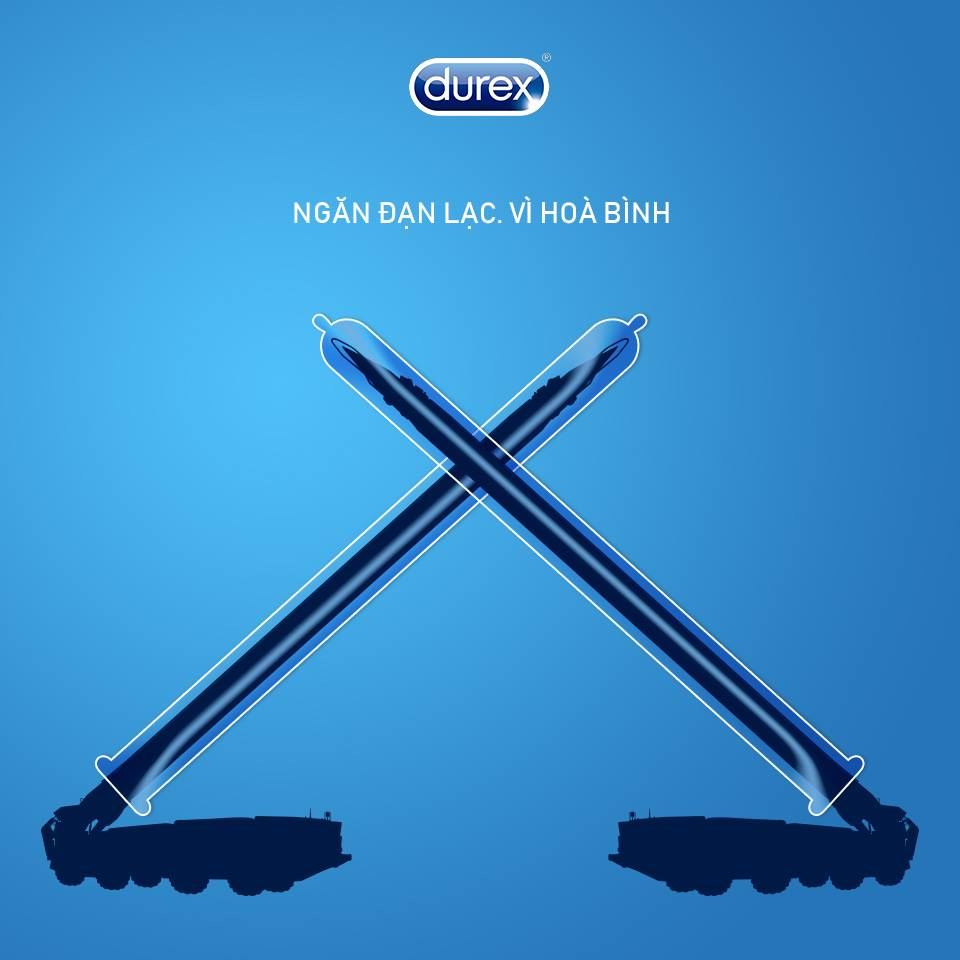 durex®
NGĂN ĐẠN LẠC. VÌ HOÀ BÌNH